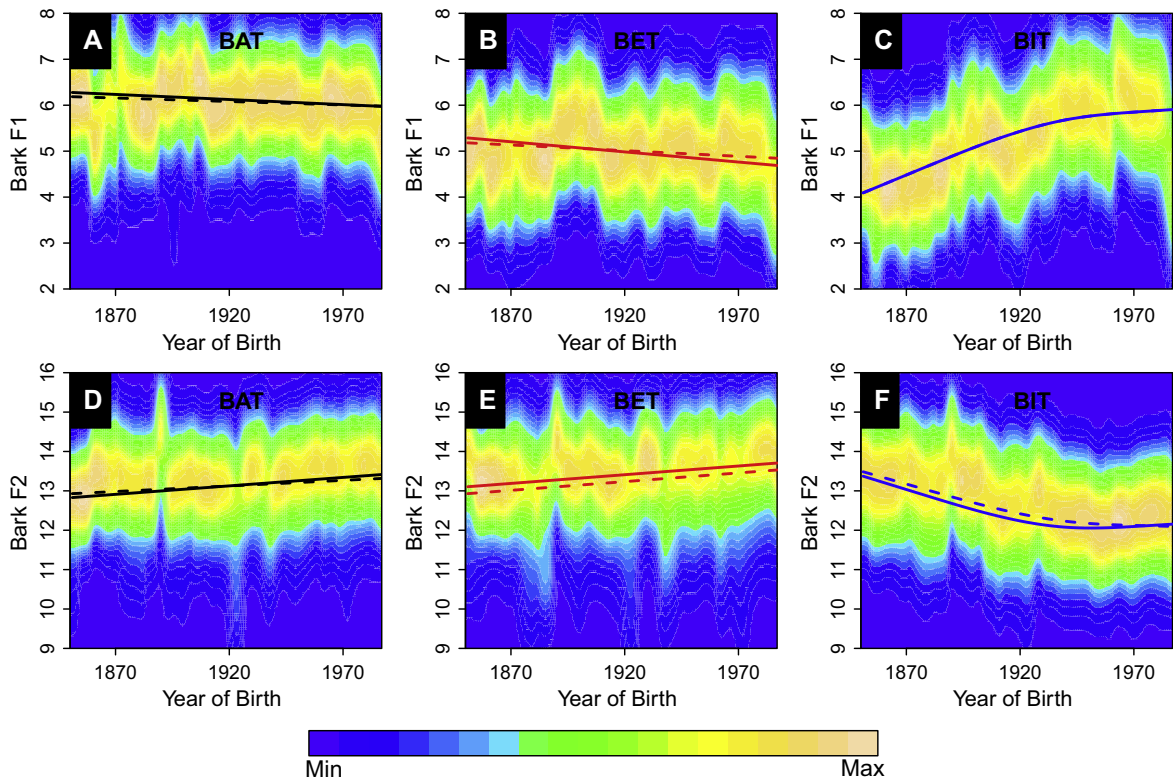 A BAT
Bark F1
8
7
6
5
4
3
2
1870 1920 1970
Year of Birth
B BET
Bark F1
8
7
6
5
4
3
2
1870 1920 1970
Year of Birth
C BIT
Bark F1
8
7
6
5
4
3
2
1870 1920 1970
Year of Birth
D BAT
Bark F2
16
15
14
13
12
11
10
9
1870 1920 1970
Year of Birth
E BET
Bark F2
16
15
14
13
12
11
10
9
1870 1920 1970
Year of Birth
F BIT
Bark F2
16
15
14
13
12
11
10
9
1870 1920 1970
Year of Birth
Min Max